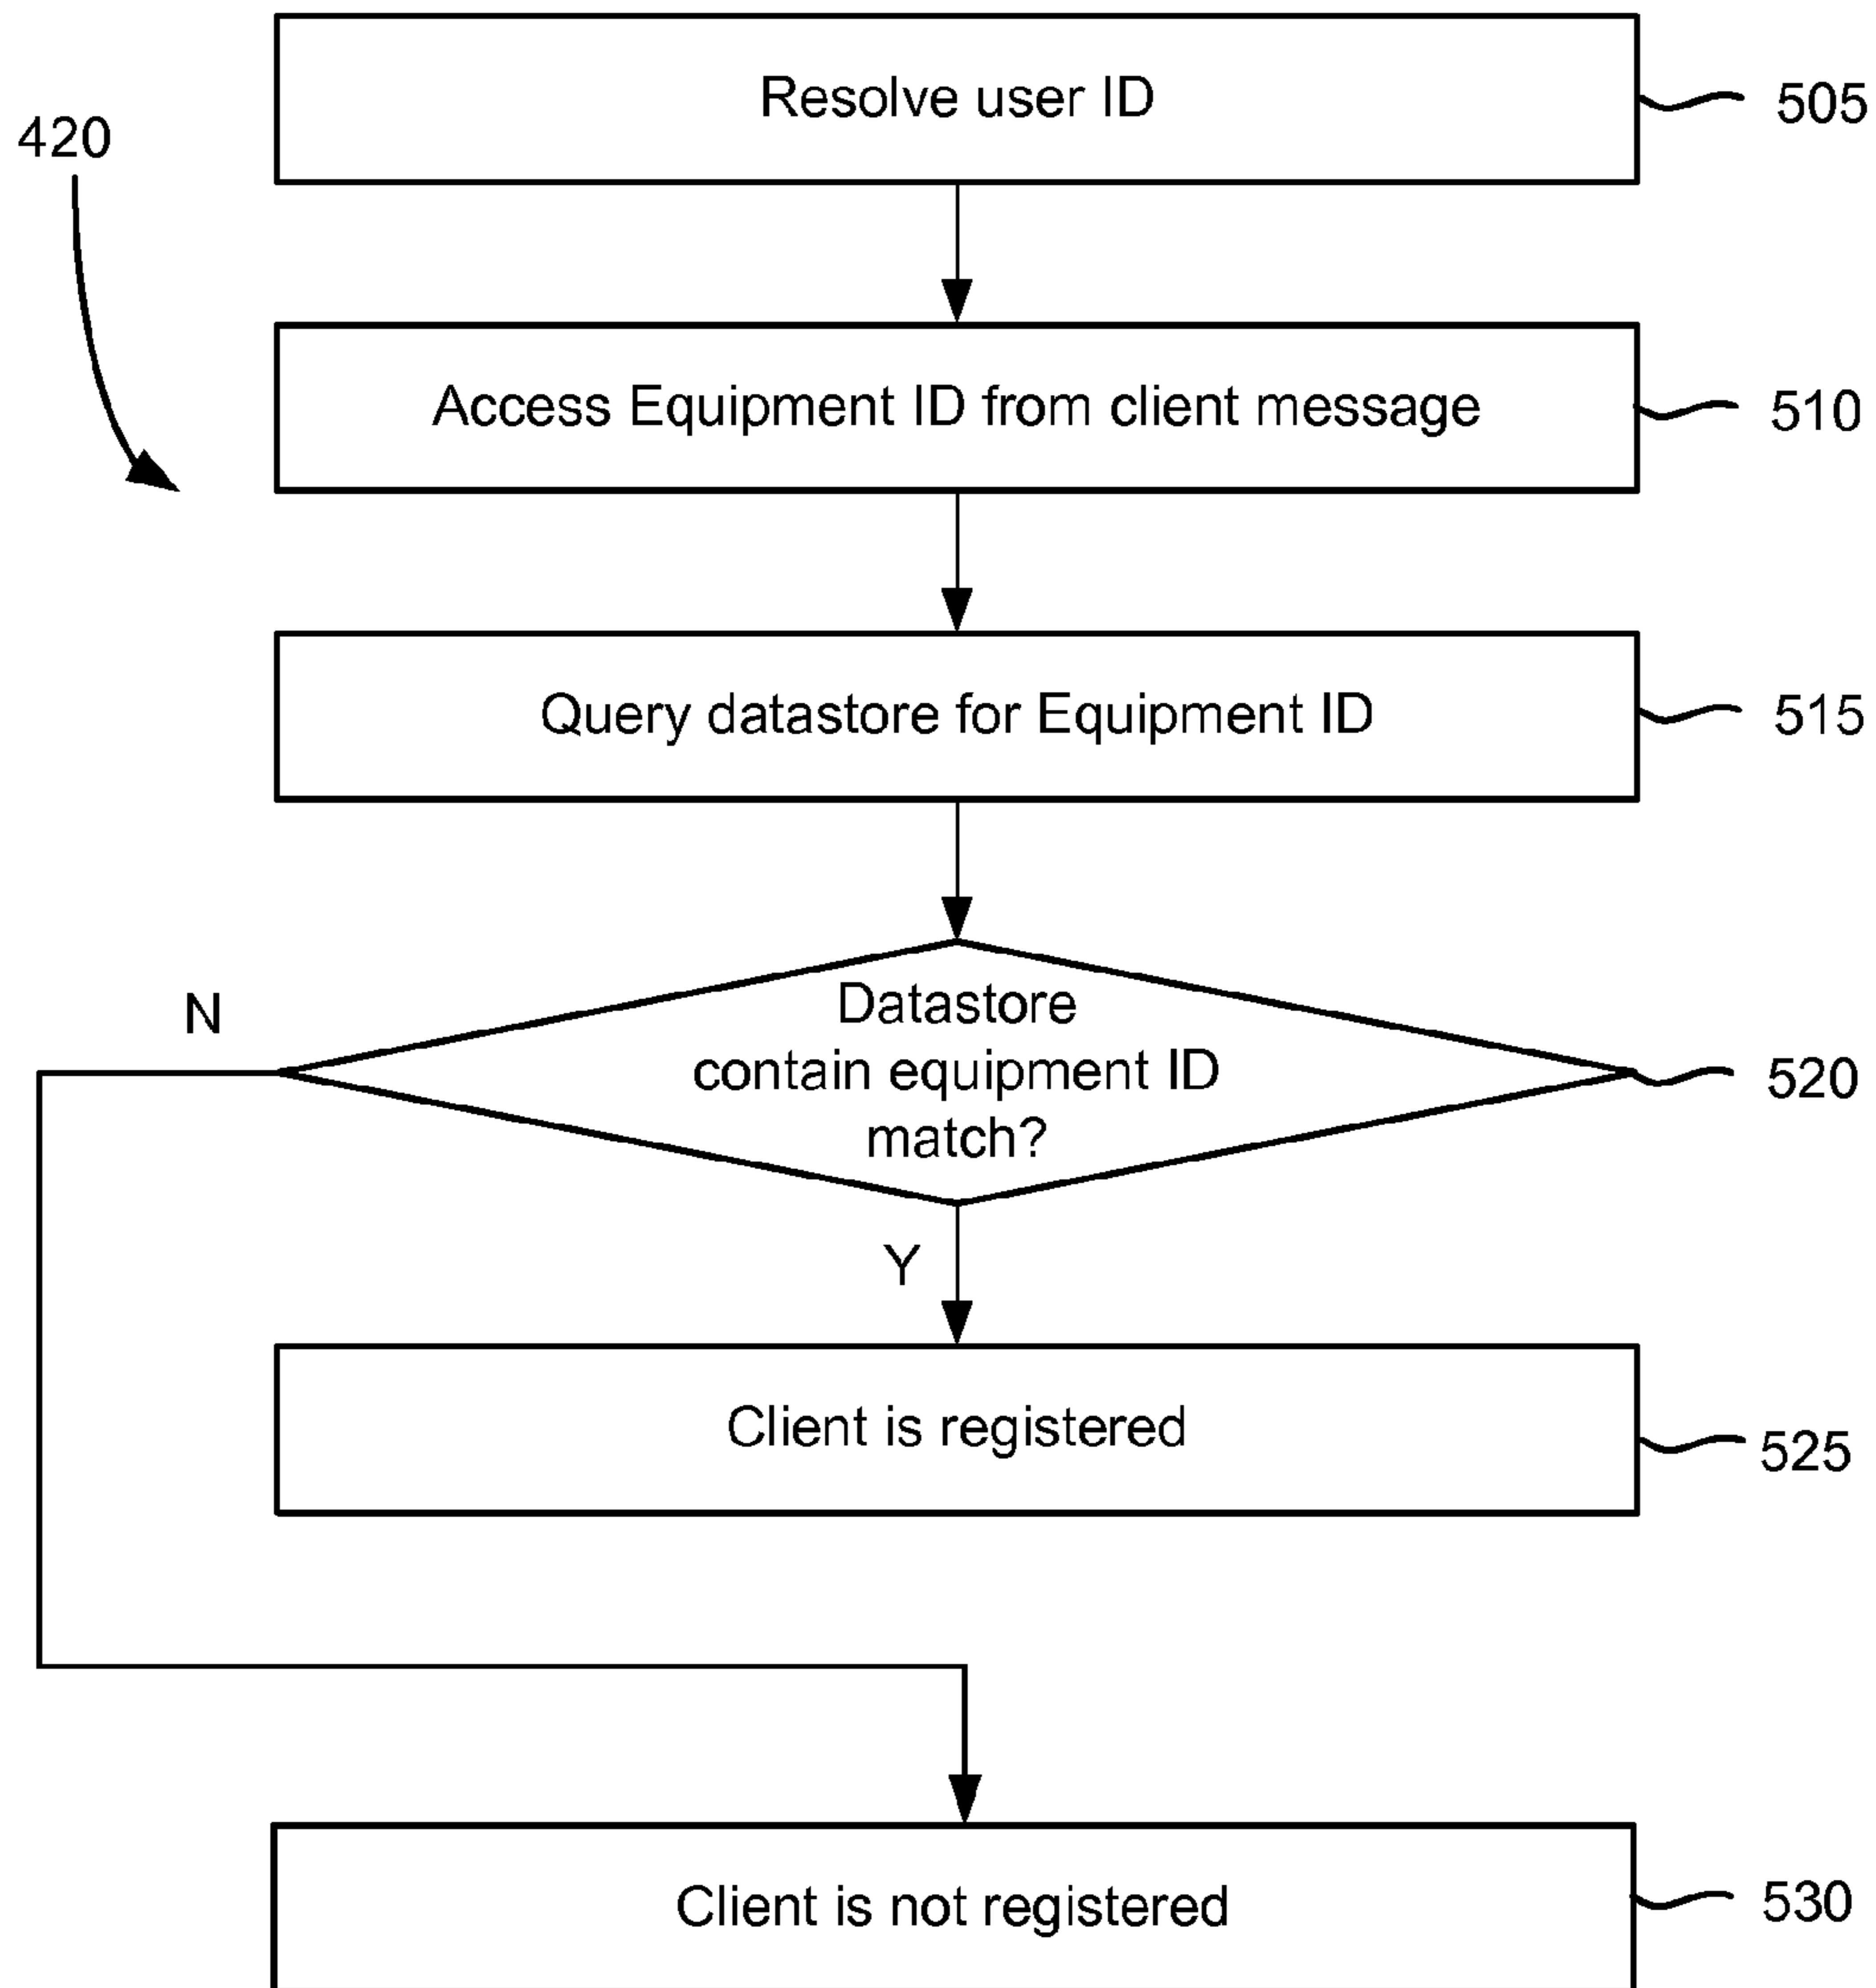 Resolve user ID
505
420
Access Equipment ID from client message
510
Query datastore for Equipment ID
515
N
Datastore
contain equipment ID
match?
520
Y
Client is registered
525
Client is not registered
530